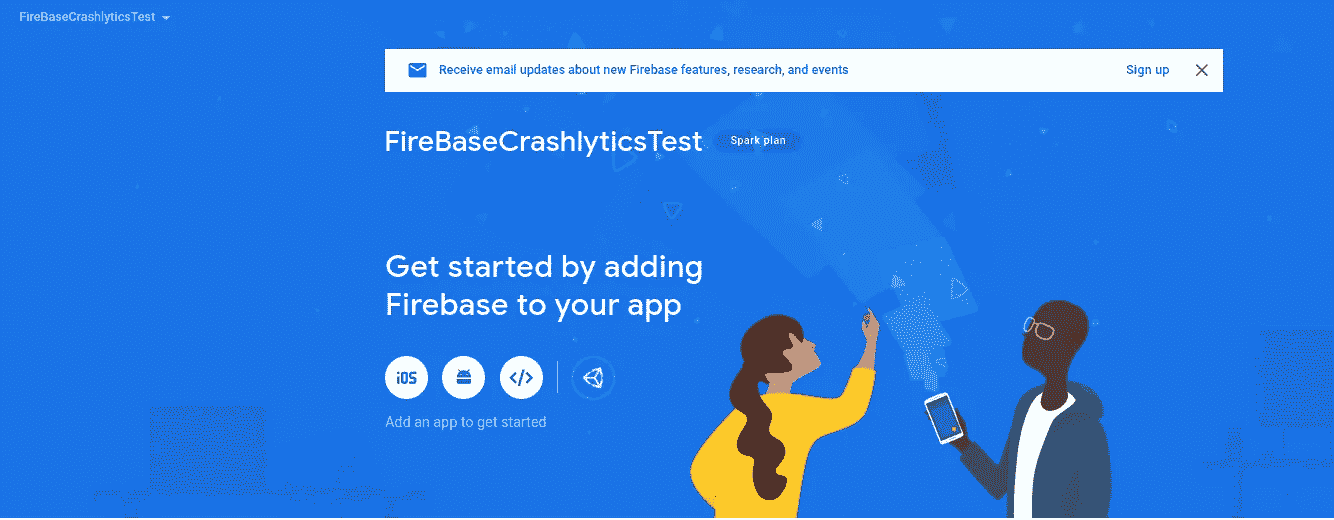 FireBaseCrashlyticsTest
Receive email updates about new Firebase features, research, and events
Sign up
FireBaseCrashlyticsTest
Spark plan
Get started by adding
Firebase to your app
iOS
Add an app to get started